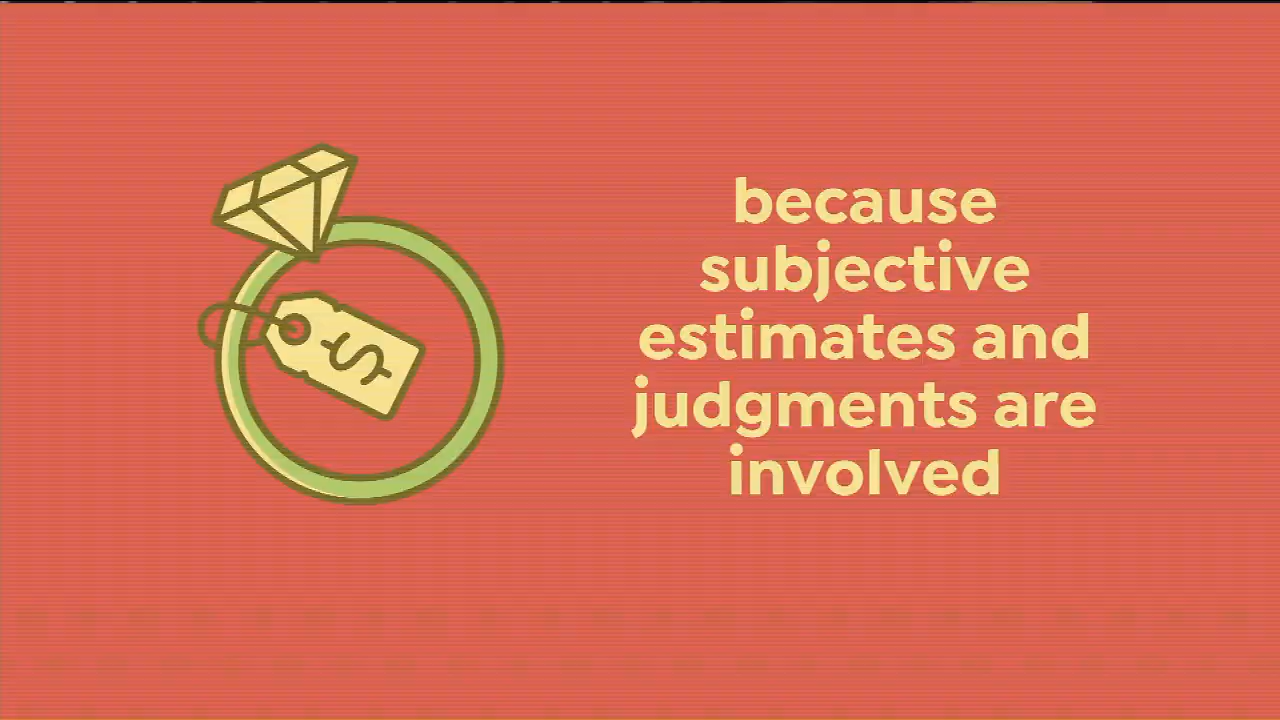 $
because
subjective
estimates and
judgments are
involved